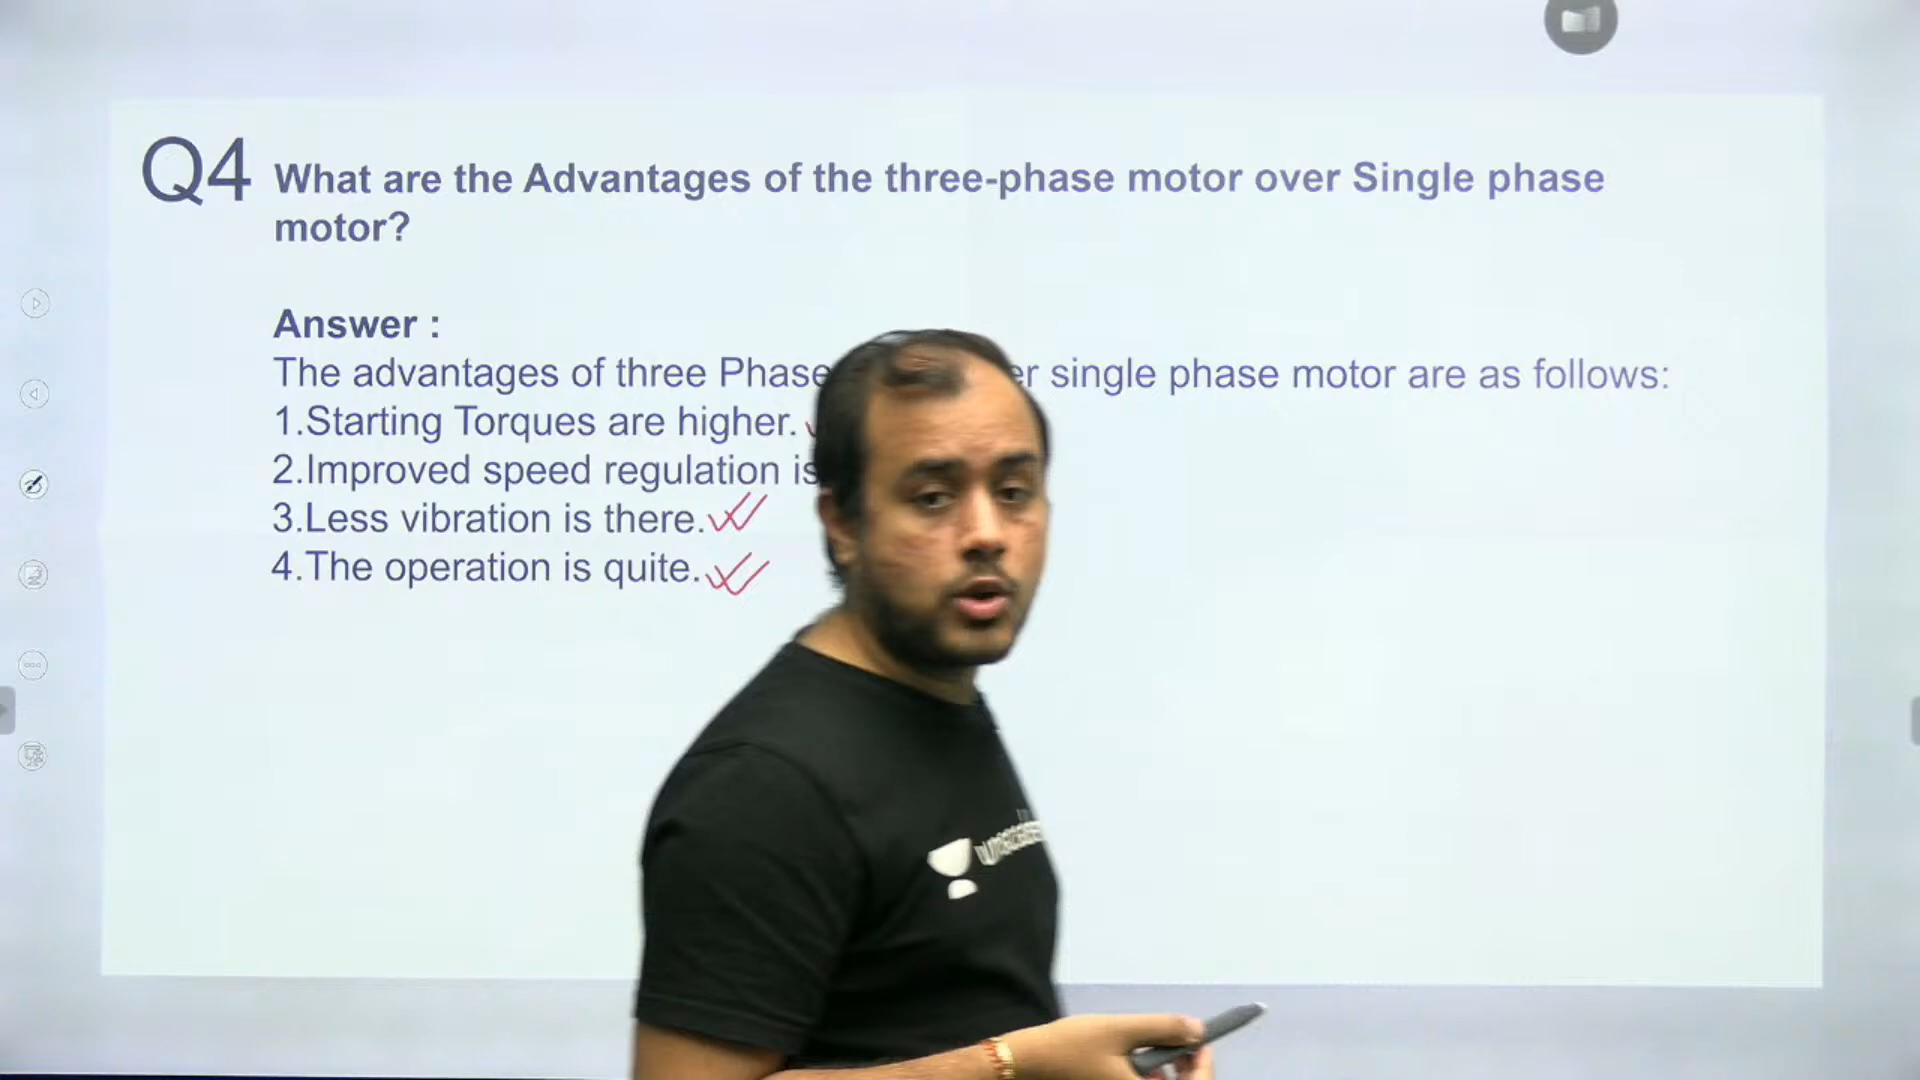 Q4 What are the Advantages of the three-phase motor over Single phase
motor?
Answer :
The advantages of three Phase single phase motor are as follows:
1.Starting Torques are higher.
2.Improved speed regulation is
3.Less vibration is there.
4.The operation is quite.